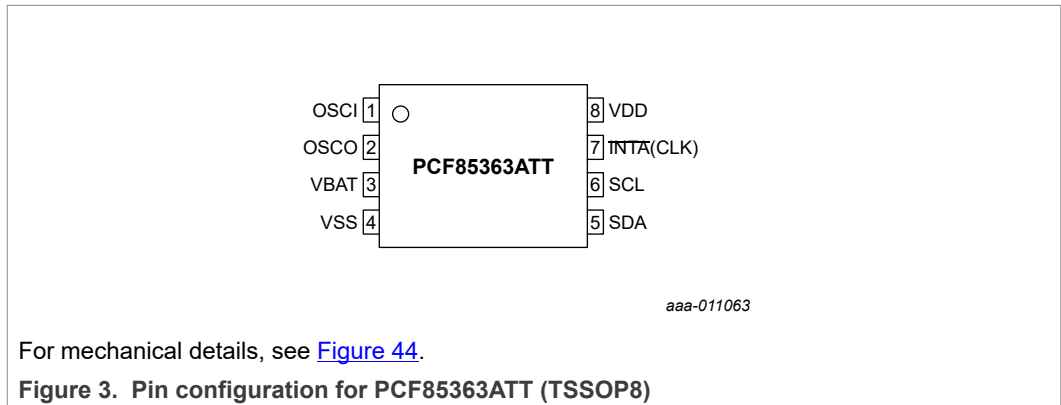 OSCI 1
OSCO 2
VBAT 3
VSS 4
PCF85363ATT
8 VDD
7 INTA(CLK)
6 SCL
5 SDA
aaa-011063
For mechanical details, see Figure 44.
Figure 3. Pin configuration for PCF85363ATT (TSSOP8)